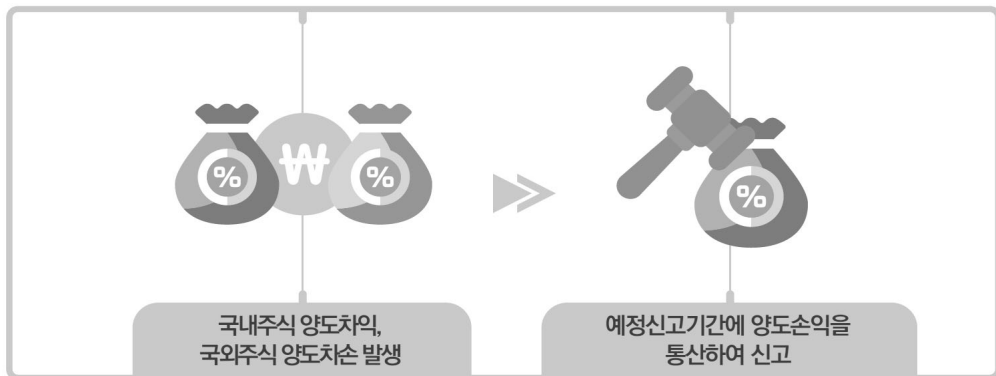 %
₩
%
%
국내주식 양도차익,
국외주식 양도차손 발생
예정신고기간에 양도손익을
통산하여 신고